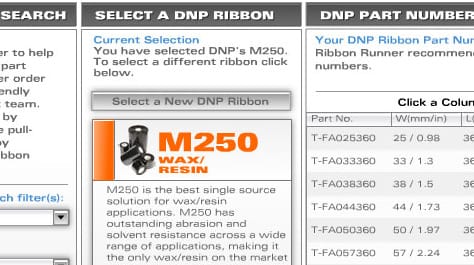 SEARCH
er to help
part
er order
endly
t team.
by
e pull-
y
bbon
ch filter(s):
SELECT A DNP RIBBON
Current Selection
You have selected DNP's M250.
To select a different ribbon click
below.
Select a New DNP Ribbon
M250
WAX/
RESIN
M250 is the best single source
solution for wax/resin
applications. M250 has
outstanding abrasion and
solvent resistance across a wide
range of applications, making it
the only wax/resin on the market
DNP PART NUMBER
Your DNP Ribbon Part Nu
Ribbon Runner recommen
numbers.
Click a Colu
Part No. W(mm/in) L(
T-FA025360 25 / 0.98 36
T-FA033360 33 / 1.3 36
T-FA038360 38 / 1.5 36
T-FA044360 44 / 1.73 36
T-FA050360 50 / 1.97 36
T-FA057360 57 / 2.24 36